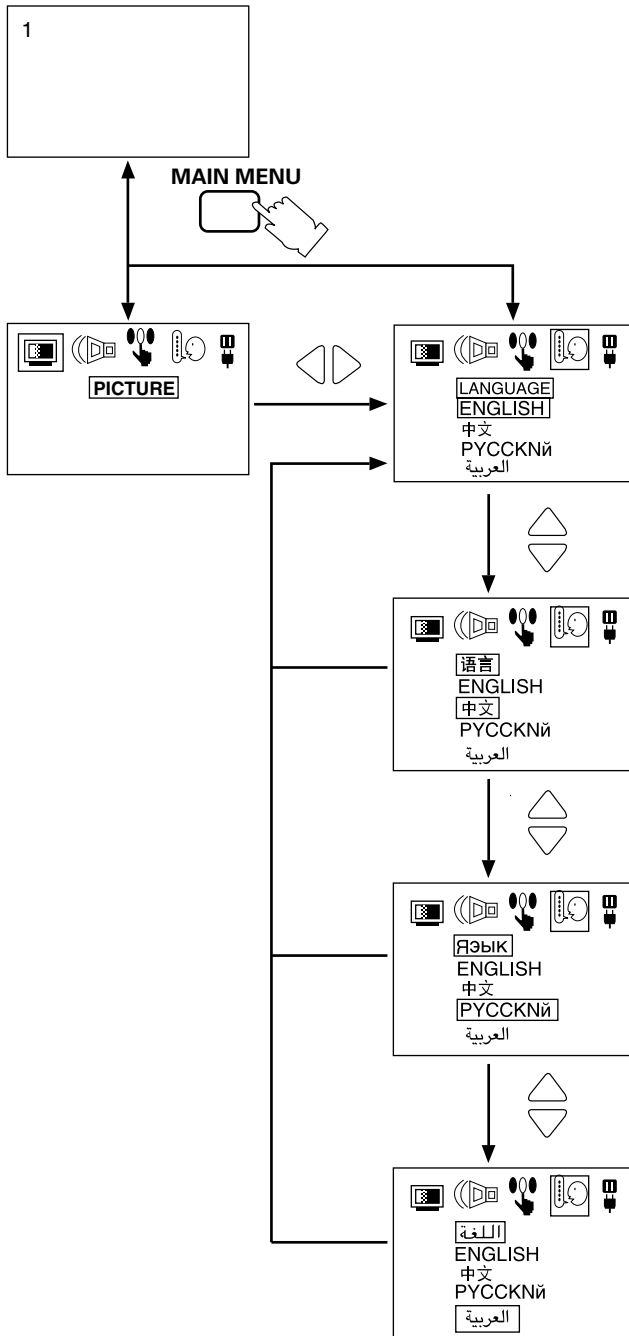 1
MAIN MENU
PICTURE
LANGUAGE
ENGLISH
中文
PYCCKNй
العربية
语言
ENGLISH
中文
PYCCKNй
العربية
Языκ
ENGLISH
中文
PYCCKNй
العربية
اللغة
ENGLISH
中文
PYCCKNй
العربية